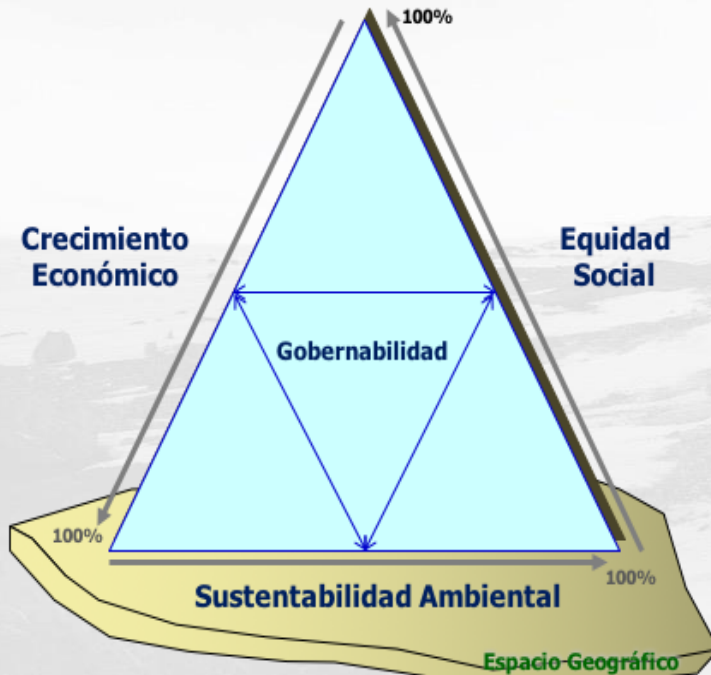 100%
Crecimiento
Económico
Equidad
Social
Gobernabilidad
100%
100%
Sustentabilidad Ambiental
Espacio Geográfico